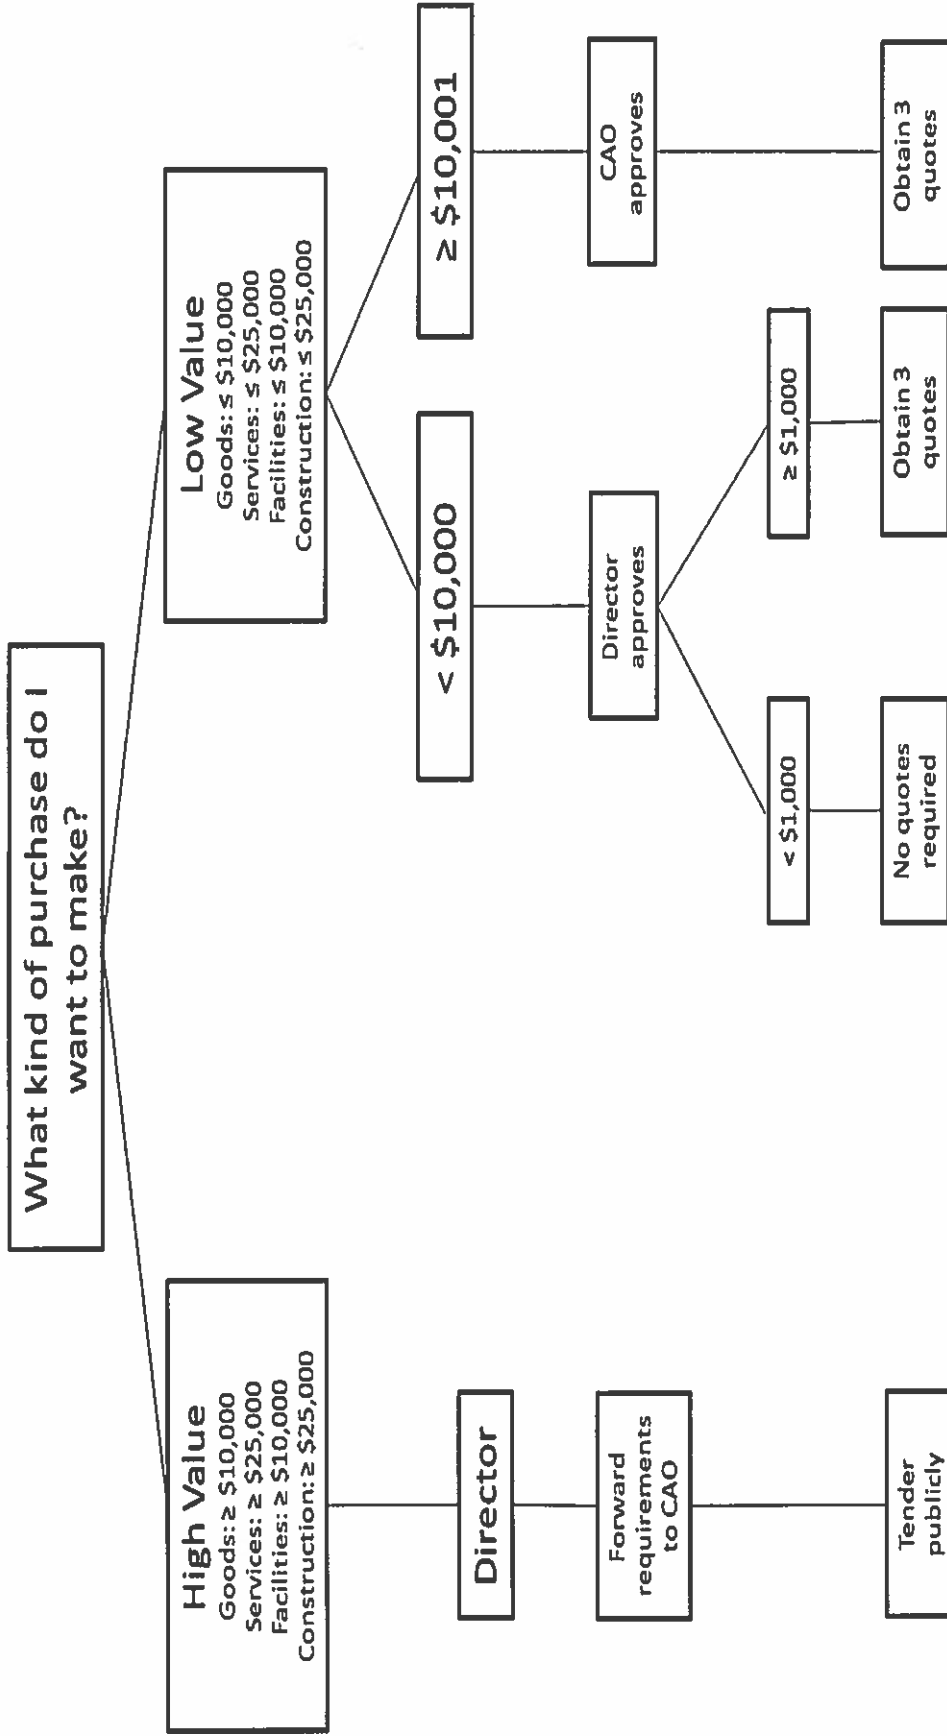 What kind of purchase do I
want to make?
High Value
Goods: ≥ $10,000
Services: ≥ $25,000
Facilities: ≥ $10,000
Construction: ≥ $25,000
Director
Forward
requirements
to CAO
Tender
publicly
Low Value
Goods: ≤ $10,000
Services: ≤ $25,000
Facilities: ≤ $10,000
Construction: ≤ $25,000
< $10,000
Director
approves
< $1,000
No quotes
required
≥ $1,000
Obtain 3
quotes
≥ $10,001
CAO
approves
Obtain 3
quotes